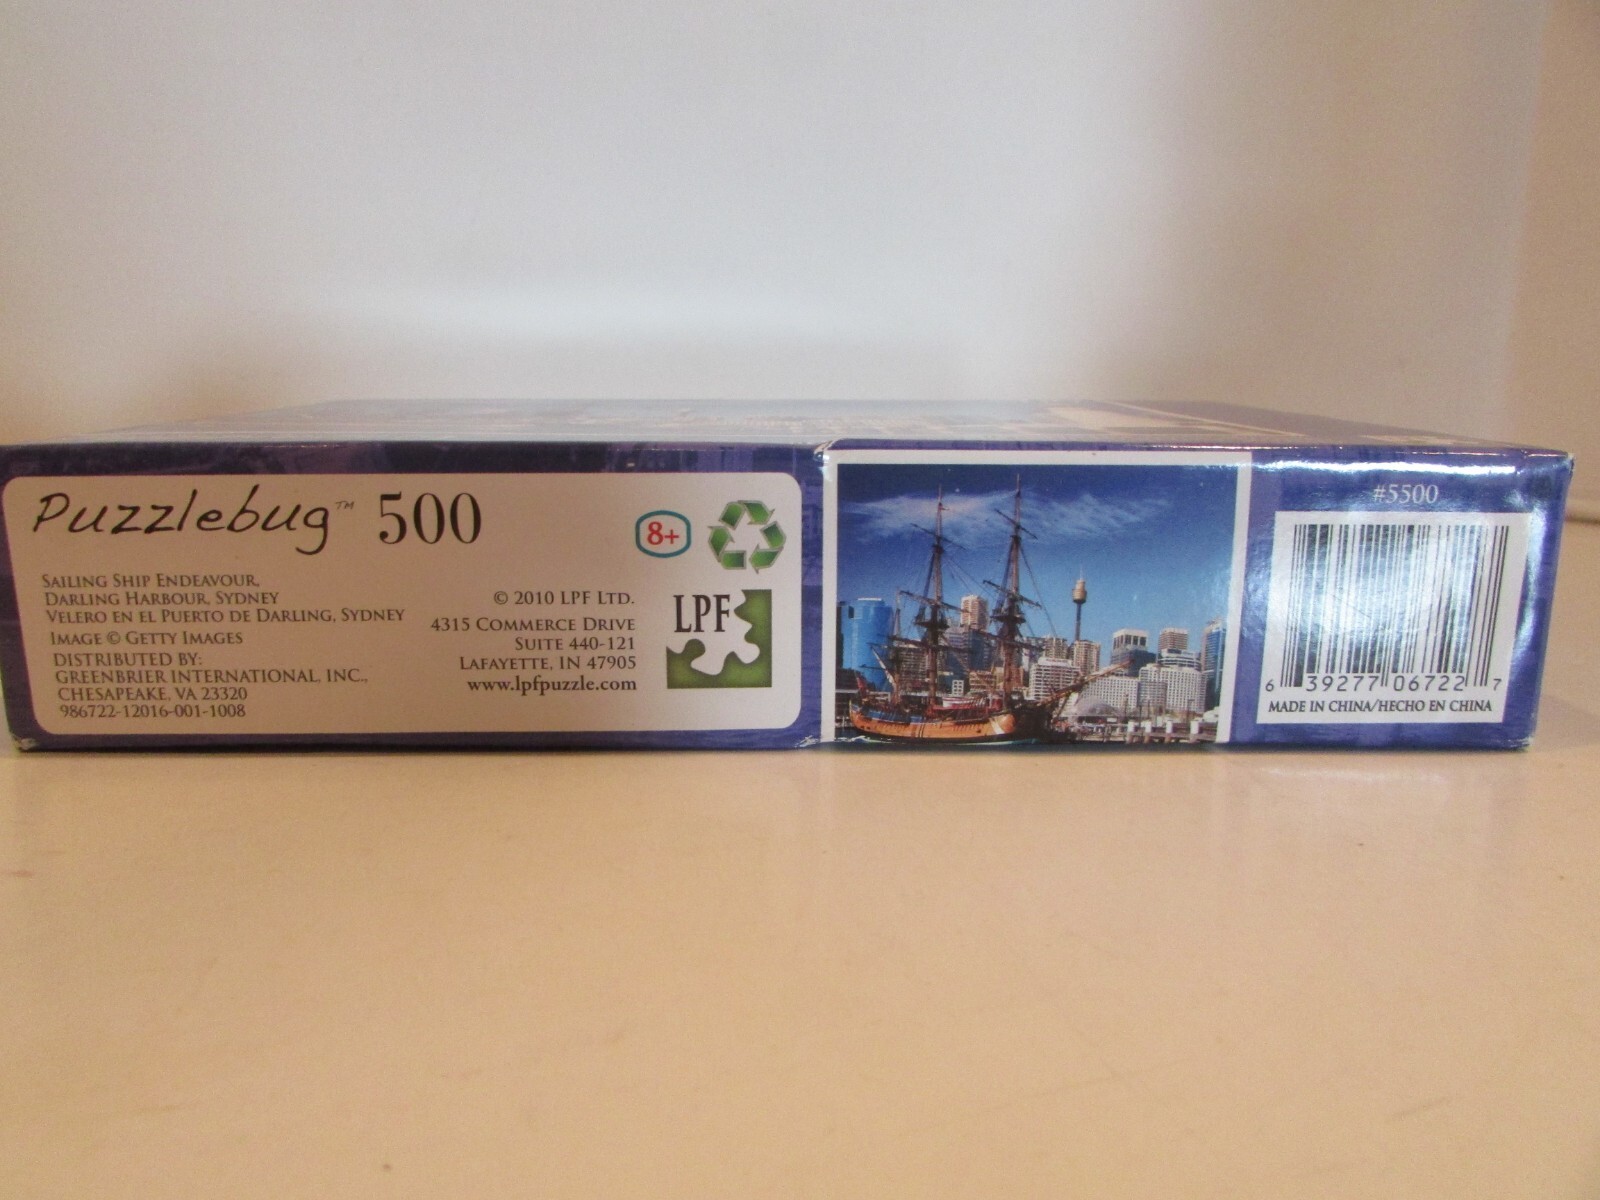 Puzzlebug™ 500
8+
SAILING SHIP ENDEAVOUR,
DARLING HARBOUR, SYDNEY
VELERO EN EL PUERTO DE DARLING, SYDNEY
IMAGE © GETTY IMAGES
DISTRIBUTED BY:
GREENBRIER INTERNATIONAL, INC.,
CHESAPEAKE, VA 23320
986722-12016-001-1008
© 2010 LPF LTD.
4315 COMMERCE DRIVE
SUITE 440-121
LAFAYETTE, IN 47905
www.lpfpuzzle.com
LPF
#5500
6 39277 06722 7
MADE IN CHINA/HECHO EN CHINA